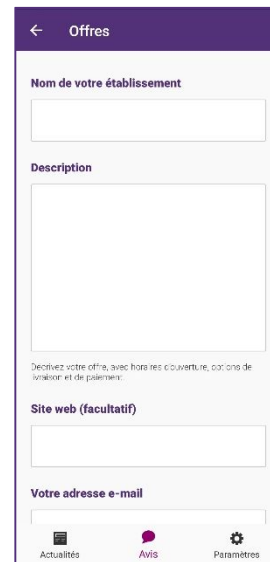 Offres
Nom de votre établissement
Description
Décrivez votre offre, avec horaires d'ouverture, options de
livraison et de paiement
Site web (facultatif)
Votre adresse e-mail
Actualités
Avis
Paramètres